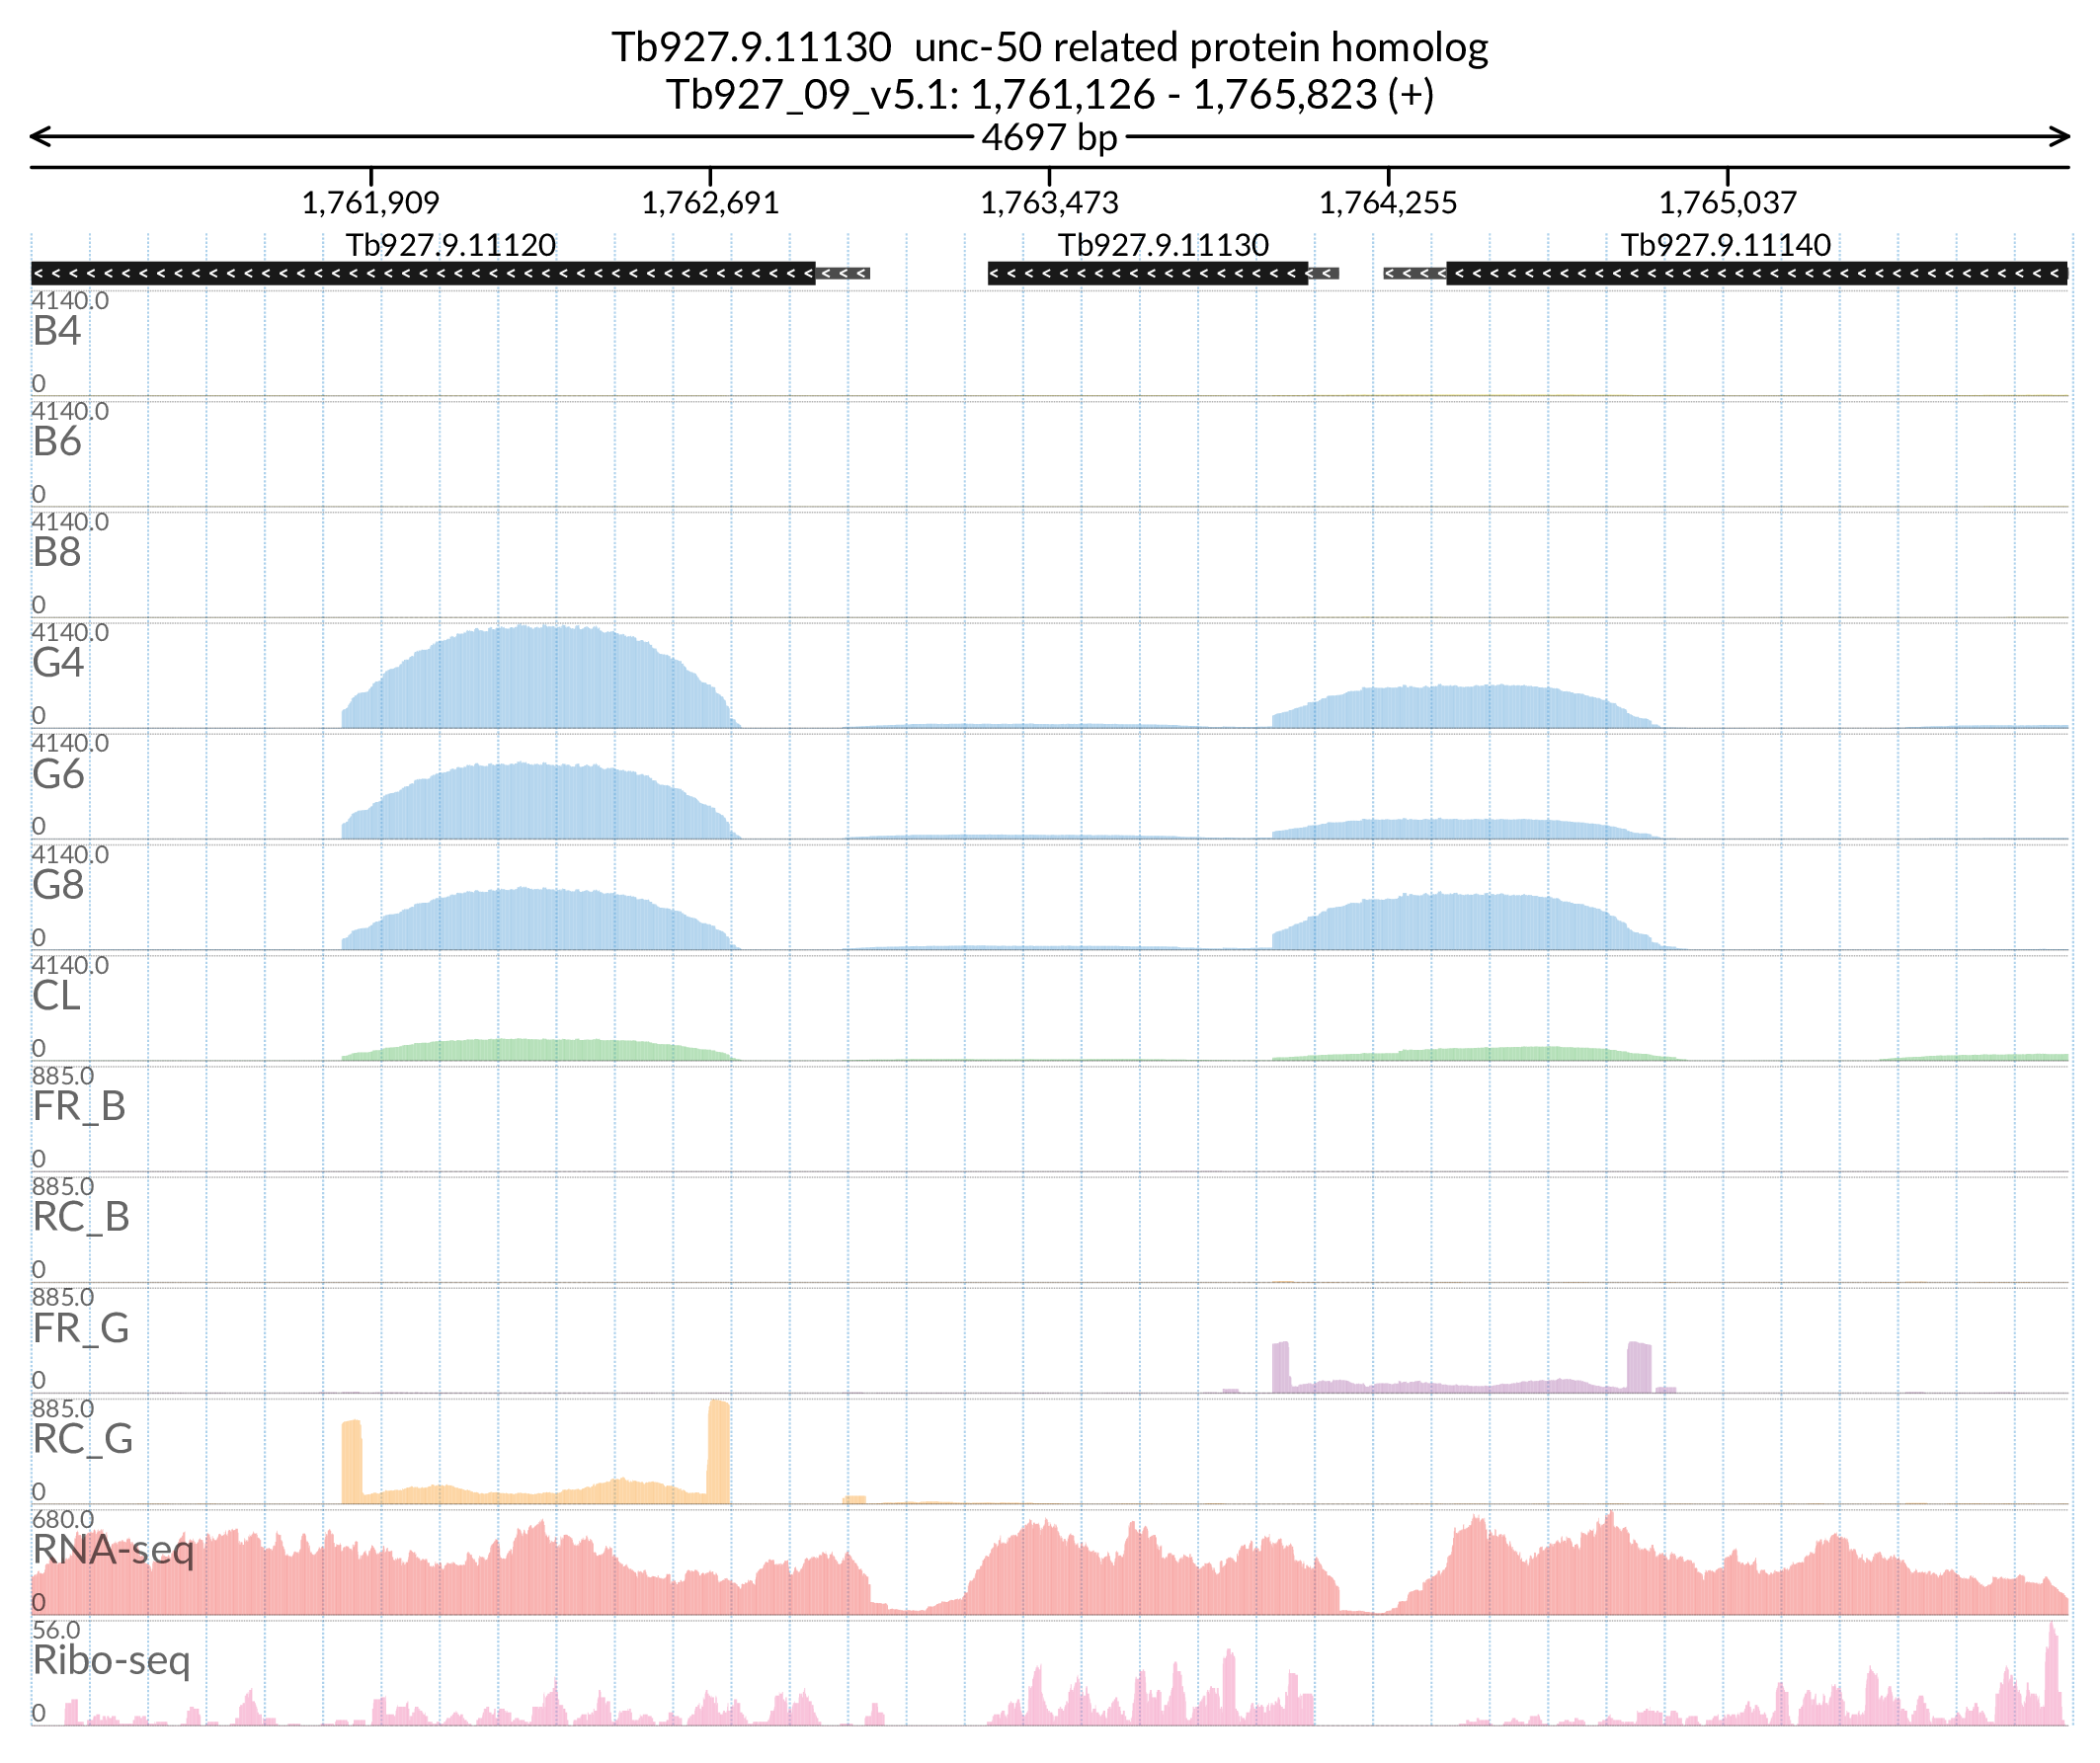 Tb927.9.11130 unc-50 related protein homolog
Tb927_09_v5.1: 1,761,126 - 1,765,823 (+)
4697 bp
1,761,909 1,762,691 1,763,473 1,764,255 1,765,037
Tb927.9.11120 Tb927.9.11130 Tb927.9.11140
4140.0
B4
0
4140.0
B6
0
4140.0
B8
0
4140.0
G4
0
4140.0
G6
0
4140.0
G8
0
4140.0
CL
0
885.0
FR_B
0
885.0
RC_B
0
885.0
FR_G
0
885.0
RC_G
0
680.0
RNA-seq
0
56.0
Ribo-seq
0